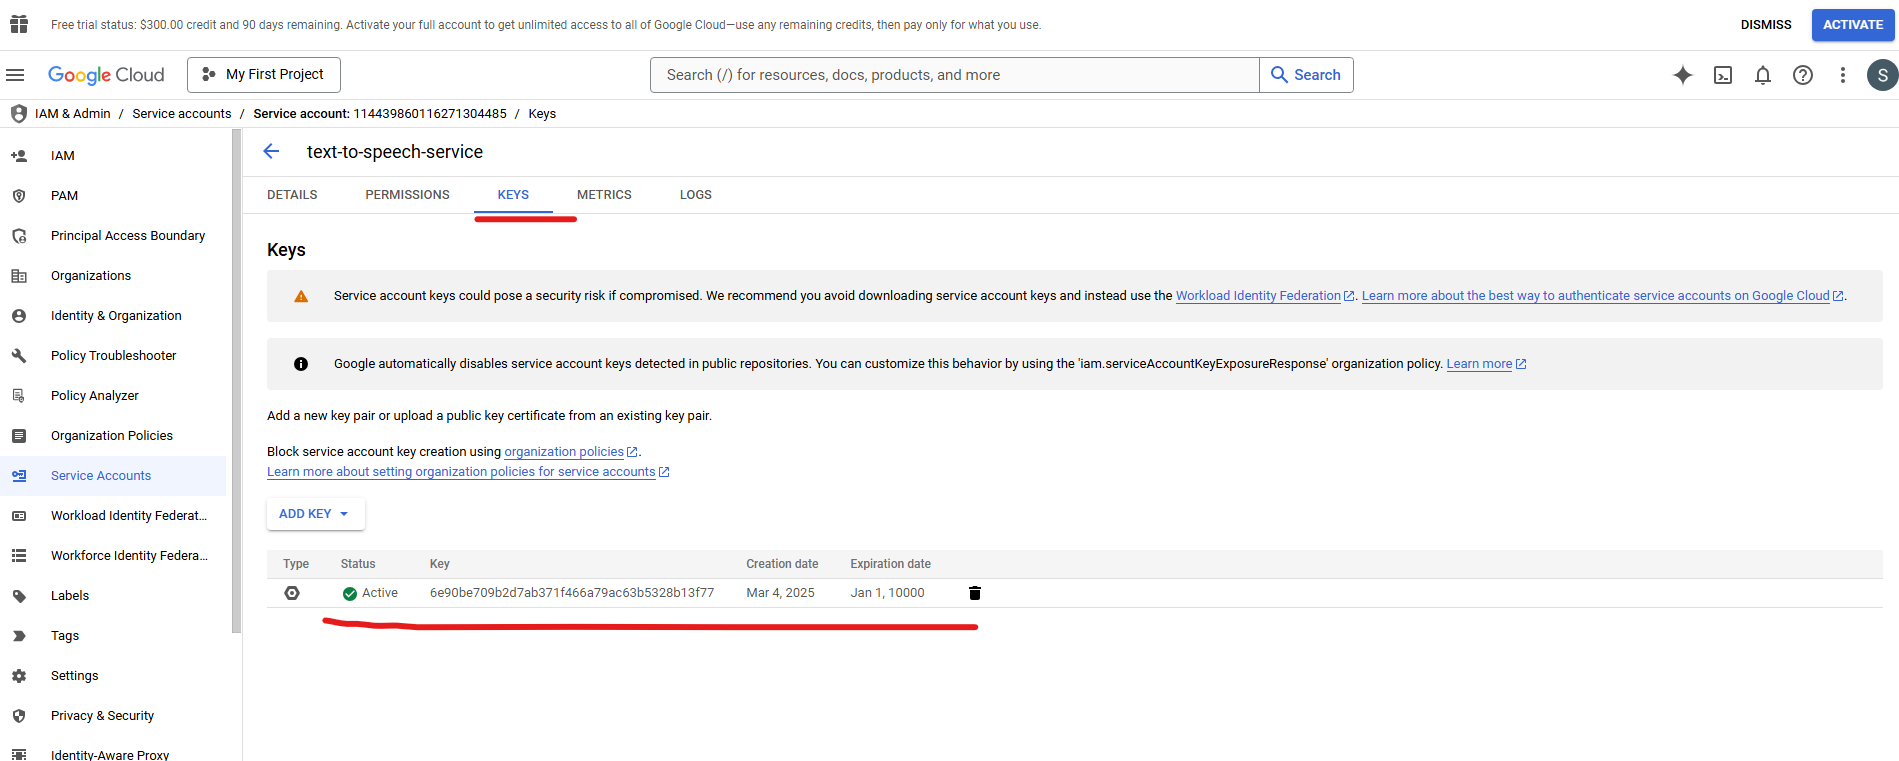 Free trial status: $300.00 credit and 90 days remaining. Activate your full account to get unlimited access to all of Google Cloud—use any remaining credits, then pay only for what you use.
DISMISS
ACTIVATE
Google Cloud
My First Project
Search (/) for resources, docs, products, and more
Search
S
IAM & Admin / Service accounts / Service account: 114439860116271304485 / Keys
IAM
PAM
Principal Access Boundary
Organizations
Identity & Organization
Policy Troubleshooter
Policy Analyzer
Organization Policies
Service Accounts
Workload Identity Federat...
Workforce Identity Federa...
Labels
Tags
Settings
Privacy & Security
Identity-Aware Proxy
text-to-speech-service
DETAILS PERMISSIONS KEYS METRICS LOGS
Keys
Service account keys could pose a security risk if compromised. We recommend you avoid downloading service account keys and instead use the Workload Identity Federation. Learn more about the best way to authenticate service accounts on Google Cloud.
Google automatically disables service account keys detected in public repositories. You can customize this behavior by using the 'iam.serviceAccountKeyExposureResponse' organization policy. Learn more
Add a new key pair or upload a public key certificate from an existing key pair.
Block service account key creation using organization policies.
Learn more about setting organization policies for service accounts
ADD KEY
Type Status Key Creation date Expiration date
Active 6e90be709b2d7ab371f466a79ac63b5328b13f77 Mar 4, 2025 Jan 1, 10000